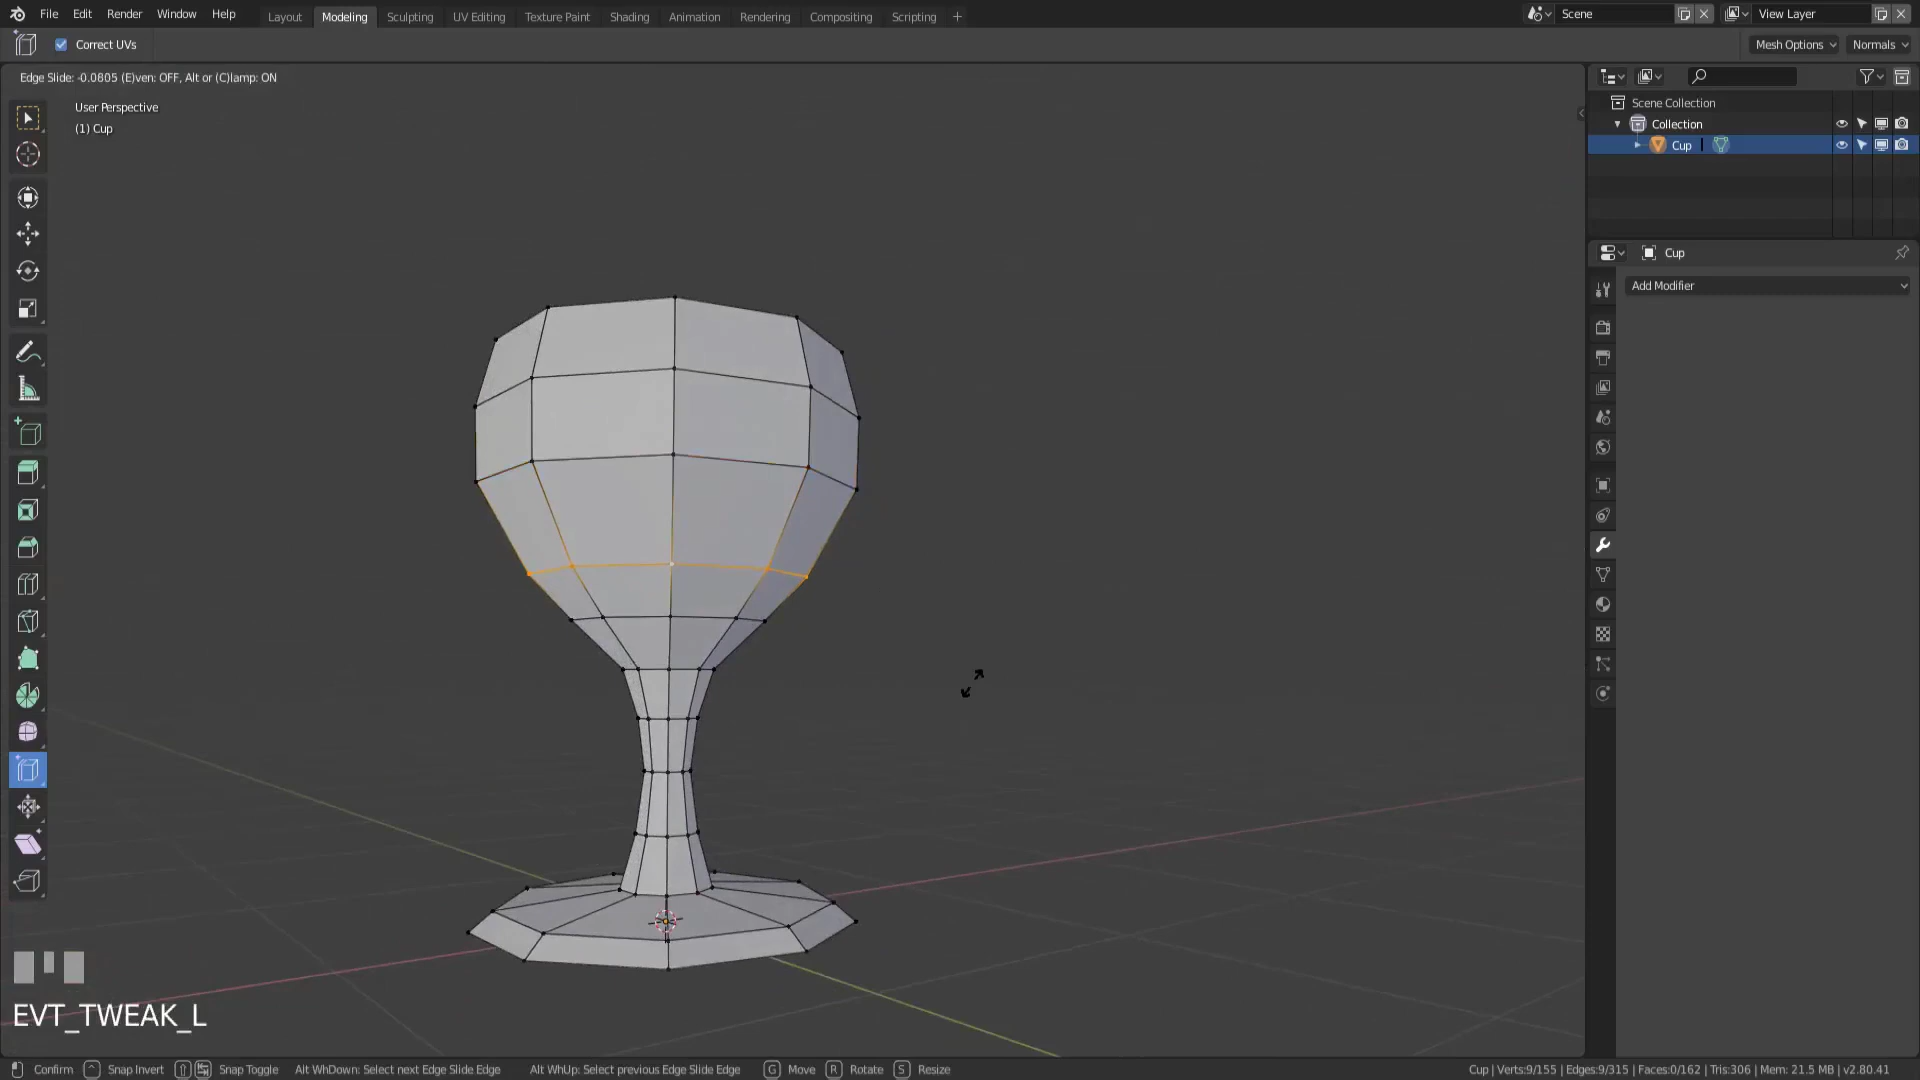 File Edit Render Window Help
Layout Modeling Sculpting UV Editing Texture Paint Shading Animation Rendering Compositing Scripting +
Scene
View Layer
Correct UVs
Mesh Options
Normals
Edge Slide: -0.0805 (E)ven: OFF, Alt or (C)lamp: ON
User Perspective
(1) Cup
Scene Collection
Collection
Cup
Cup
Add Modifier
EVT_TWEAK_L
Confirm
Snap Invert
Snap Toggle
Alt WhDown: Select next Edge Slide Edge
Alt WhUp: Select previous Edge Slide Edge
G Move
R Rotate
S Resize
Cup | Verts:9/155 | Edges:9/315 | Faces:0/162 | Tris:306 | Mem: 21.5 MB | v2.80.41